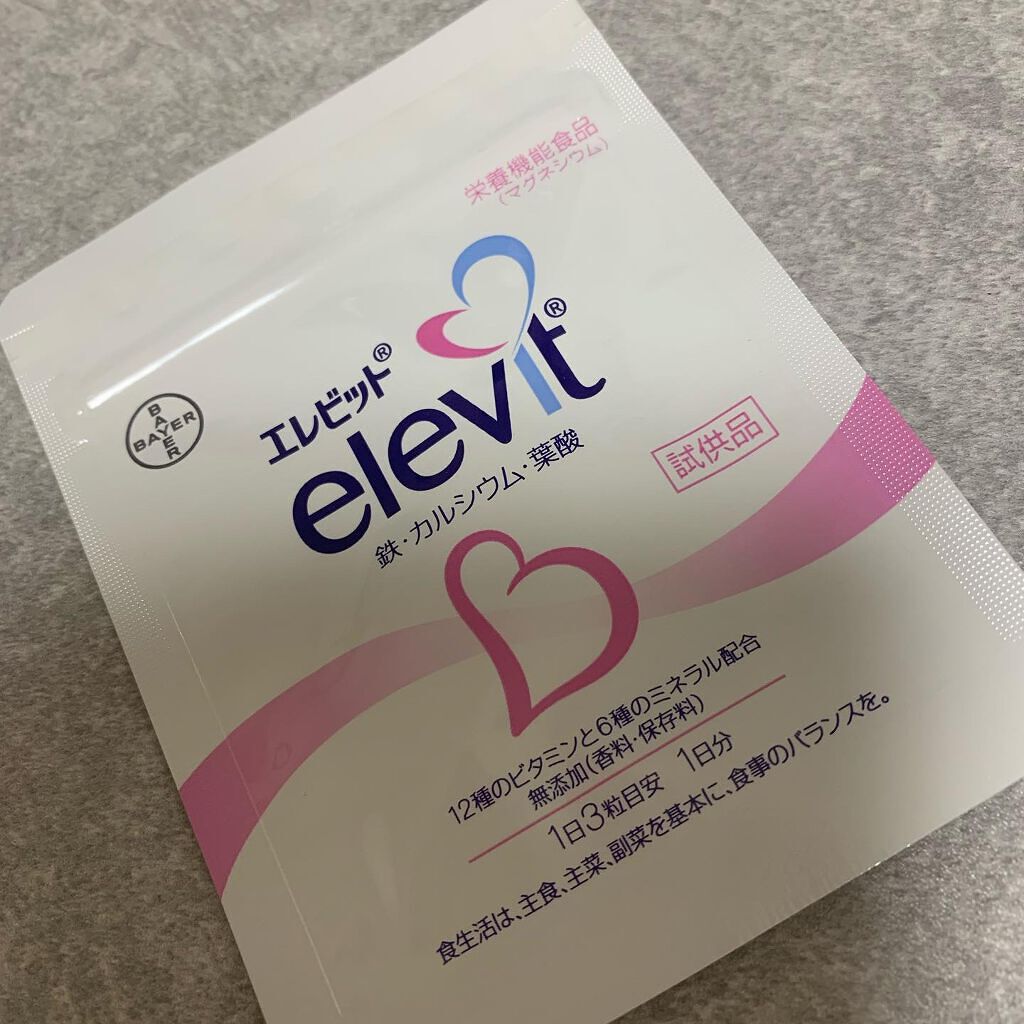 栄養機能食品
(マグネシウム)
BAYER
BAYER
エレビット®
elevit®
鉄・カルシウム・葉酸
試供品
12種のビタミンと6種のミネラル配合
無添加(香料・保存料)
1日3粒目安 1日分
食生活は、主食、主菜、副菜を基本に、食事のバランスを。